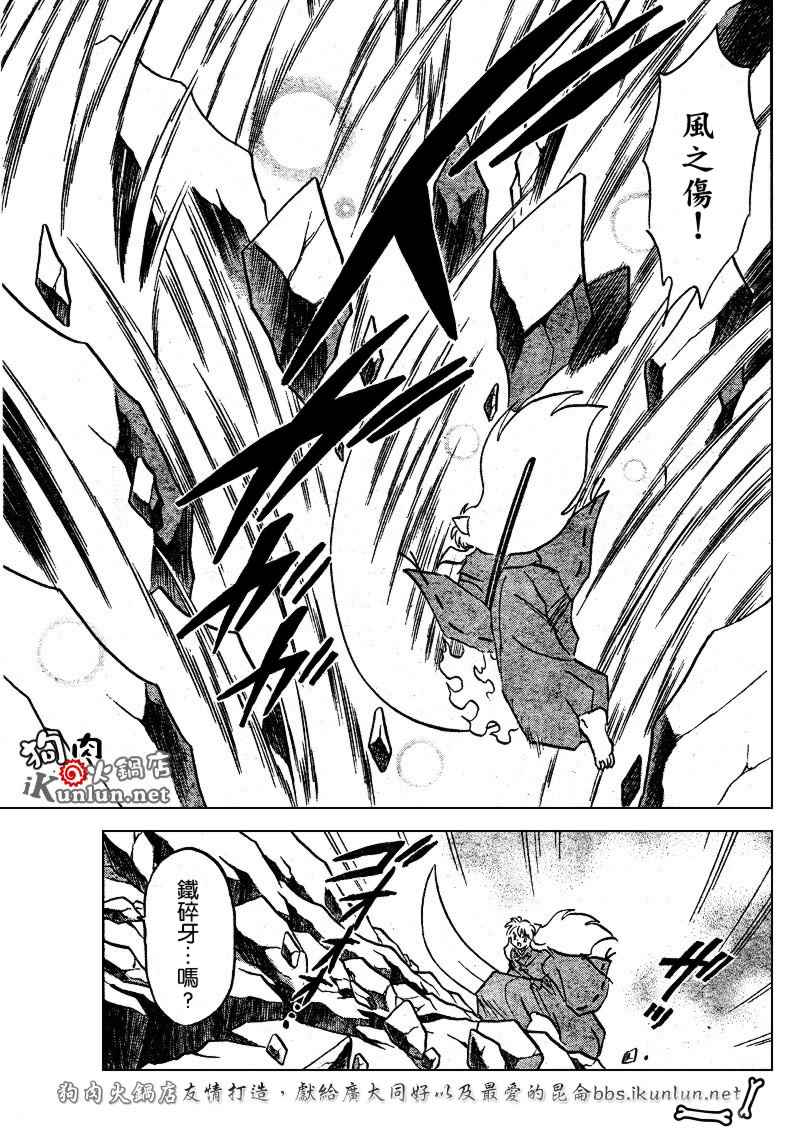 風之傷！
鐵碎牙…嗎？
狗肉
火鍋店
iKunlun.net
狗肉火鍋店友情打造，獻給廣大同好以及最愛的昆侖bbs.ikunlun.net